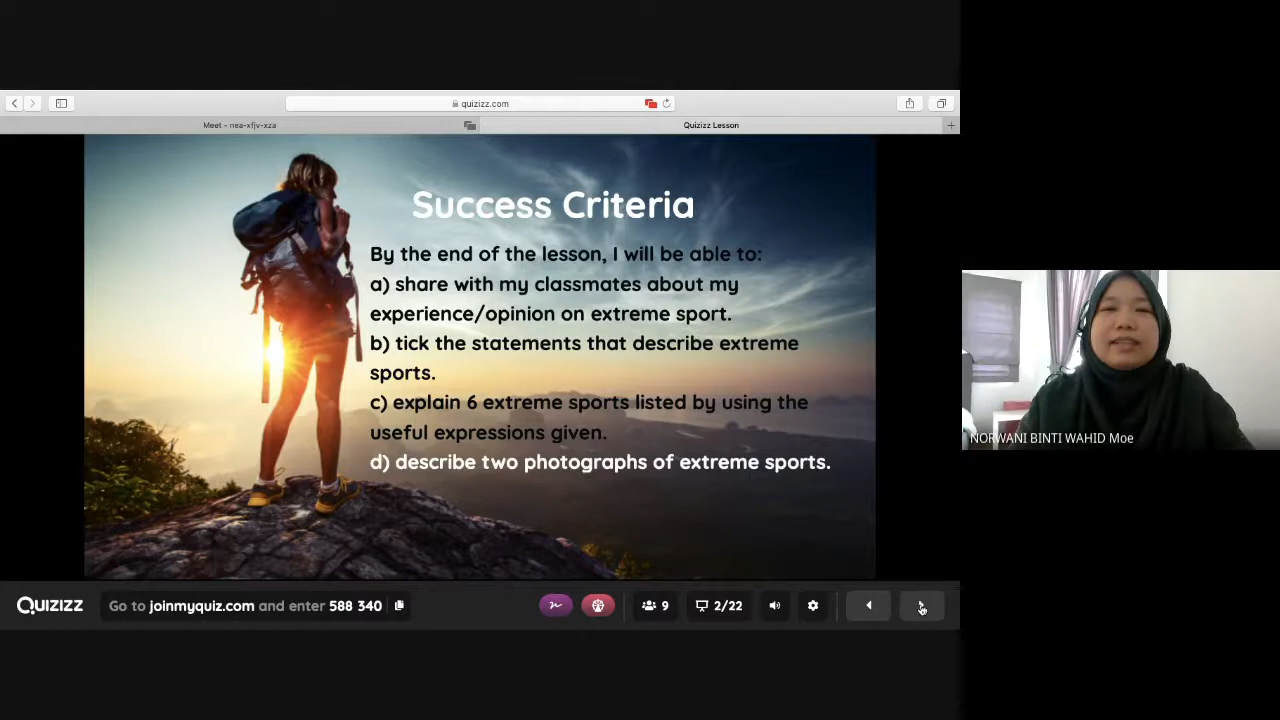 quizizz.com
Meet - nea-xfjv-xza
Quizizz Lesson
Success Criteria
By the end of the lesson, I will be able to:
a) share with my classmates about my
experience/opinion on extreme sport.
b) tick the statements that describe extreme
sports.
c) explain 6 extreme sports listed by using the
useful expressions given.
d) describe two photographs of extreme sports.
NORWANI BINTI WAHID Moe
QUIZIZZ
Go to joinmyquiz.com and enter 588 340
9
2/22